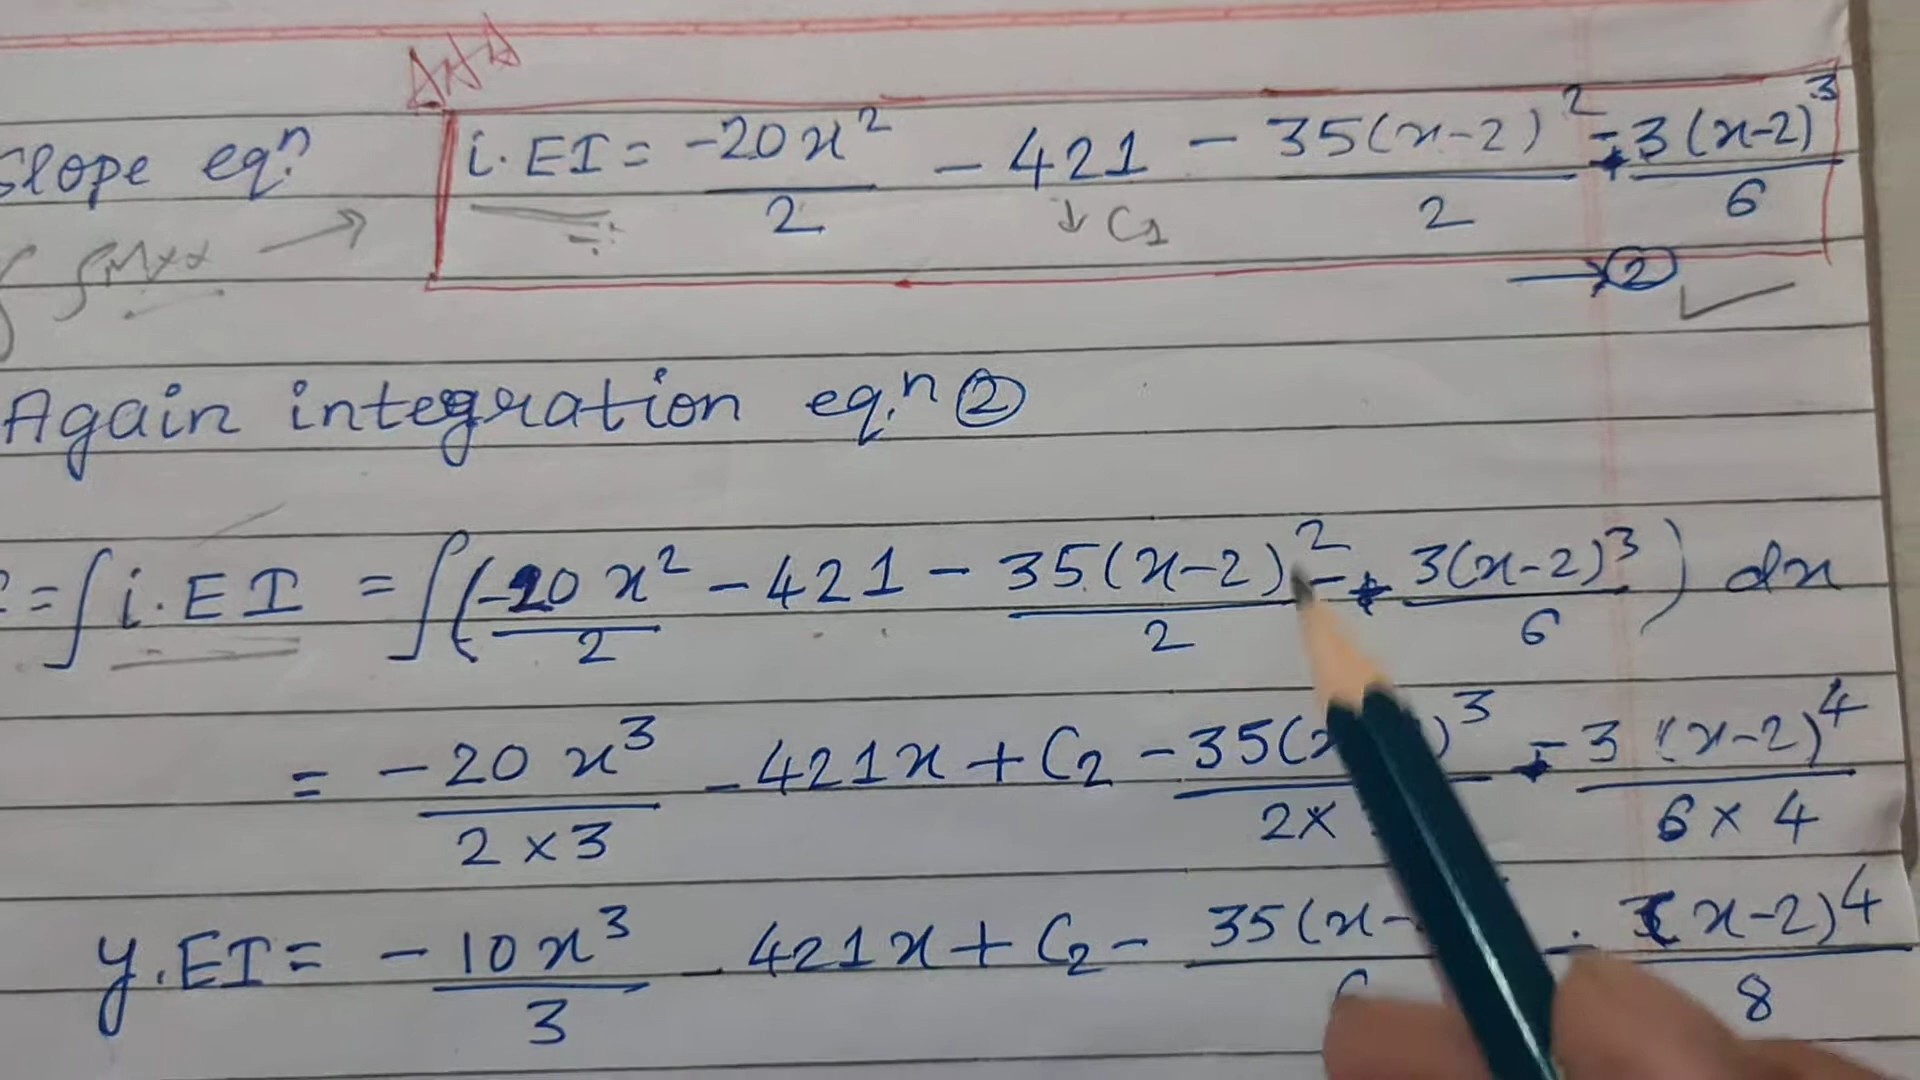 Ans
Slope eqⁿ. i.EI = -20x²/2 - 421 - 35(x-2)²/2 + 3(x-2)³/6
↓ C₁
∫∫Mxx →
→ ②
Again integration eqⁿ. ②
= ∫ i.EI = ∫(-20x²/2 - 421 - 35(x-2)²/2 + 3(x-2)³/6) dx
= -20x³/2×3 - 421x + C₂ - 35(x )³/2× + 3(x-2)⁴/6×4
y.EI = -10x³/3 - 421x + C₂ - 35(x- (x-2)⁴/8